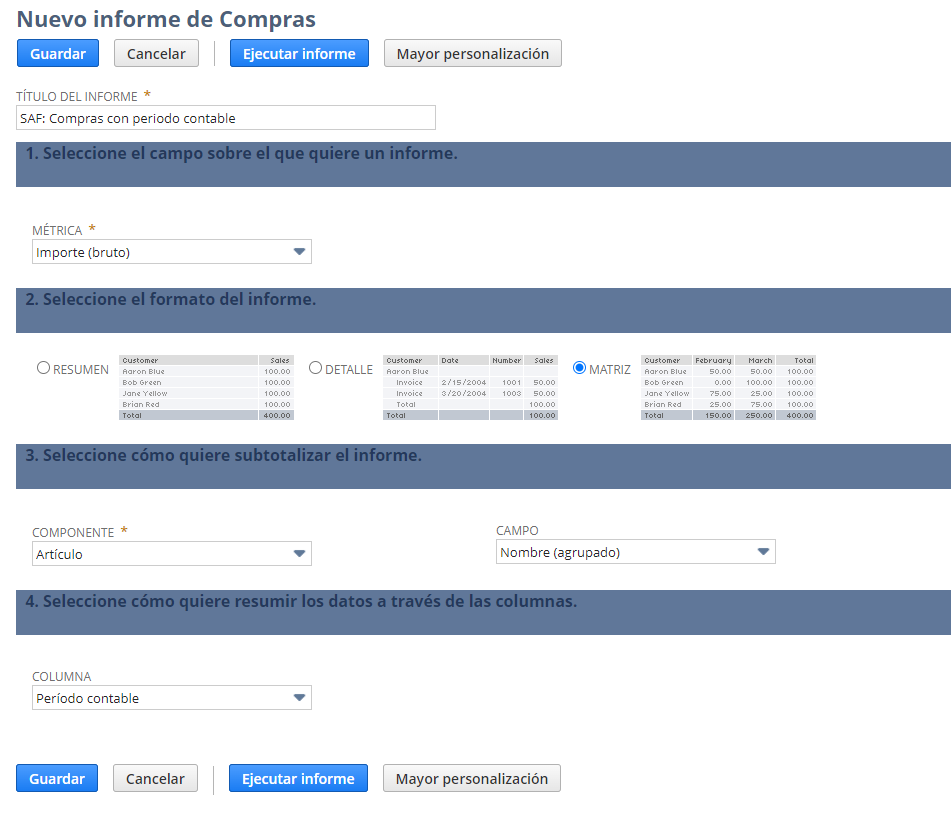 Nuevo informe de Compras
Guardar Cancelar Ejecutar informe Mayor personalización
TÍTULO DEL INFORME *
SAF: Compras con periodo contable
1. Seleccione el campo sobre el que quiere un informe.
MÉTRICA *
Importe (bruto)
2. Seleccione el formato del informe.
RESUMEN
Customer Sales
Aaron Blue 100.00
Bob Green 100.00
Jane Yellow 100.00
Brian Red 100.00
Total 400.00
DETALLE
Customer Date Number Sales
Aaron Blue
Invoice 2/15/2004 1001 50.00
Invoice 3/20/2004 1003 50.00
Total 100.00
Total 100.00
MATRIZ
Customer February March Total
Aaron Blue 50.00 50.00 100.00
Bob Green 0.00 100.00 100.00
Jane Yellow 75.00 25.00 100.00
Brian Red 25.00 75.00 100.00
Total 150.00 250.00 400.00
3. Seleccione cómo quiere subtotalizar el informe.
COMPONENTE * CAMPO
Artículo Nombre (agrupado)
4. Seleccione cómo quiere resumir los datos a través de las columnas.
COLUMNA
Período contable
Guardar Cancelar Ejecutar informe Mayor personalización